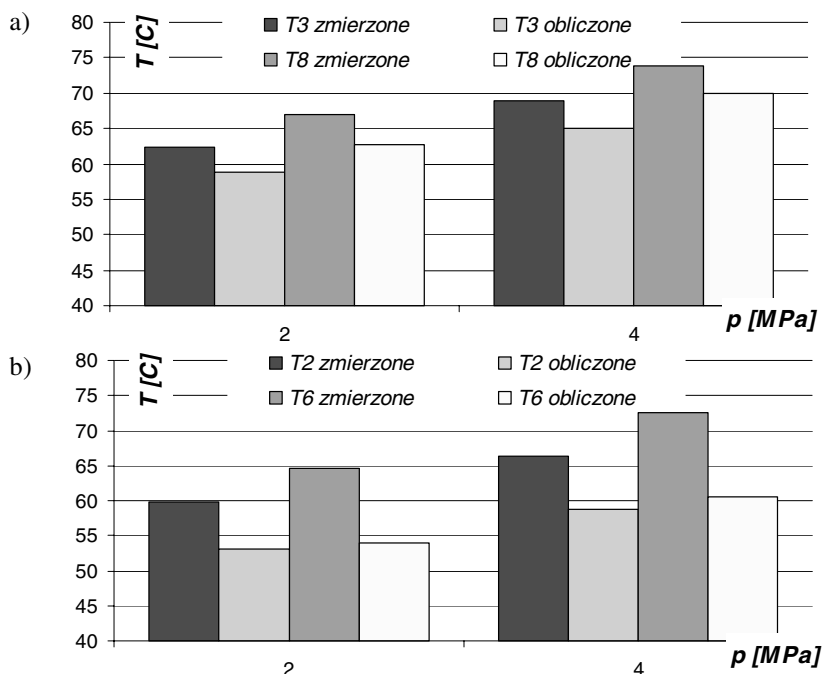 a)
T [C]
80
75
70
65
60
55
50
45
40
T3 zmierzone
T3 obliczone
T8 zmierzone
T8 obliczone
2
4
p [MPa]
b)
T [C]
80
75
70
65
60
55
50
45
40
T2 zmierzone
T2 obliczone
T6 zmierzone
T6 obliczone
2
4
p [MPa]